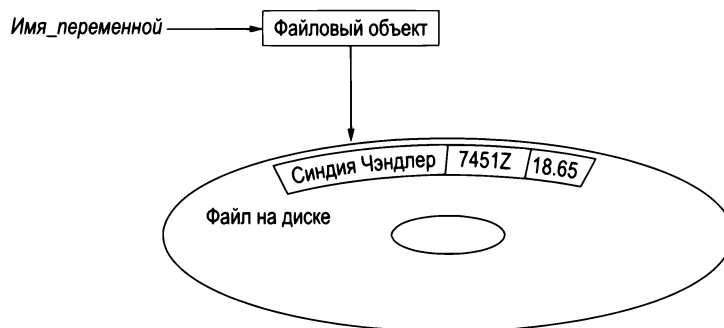 Имя_переменной
Файловый объект
Синдия Чэндлер
7451Z
18.65
Файл на диске